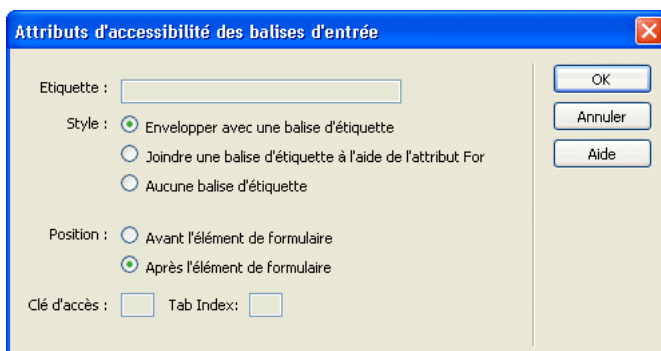 Attributs d'accessibilité des balises d'entrée
Etiquette :
Style : Envelopper avec une balise d'étiquette
Joindre une balise d'étiquette à l'aide de l'attribut For
Aucune balise d'étiquette
Position : Avant l'élément de formulaire
Après l'élément de formulaire
Clé d'accès : Tab Index:
OK
Annuler
Aide